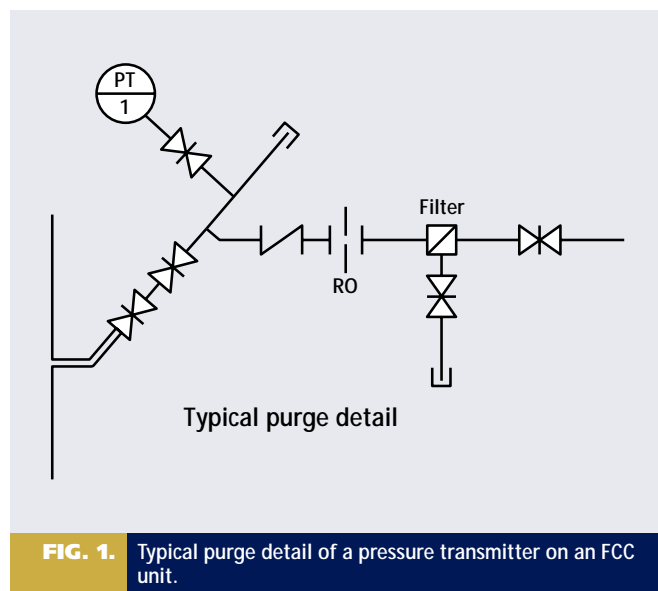 PT
1
Filter
RO
Typical purge detail
FIG. 1. Typical purge detail of a pressure transmitter on an FCC
unit.